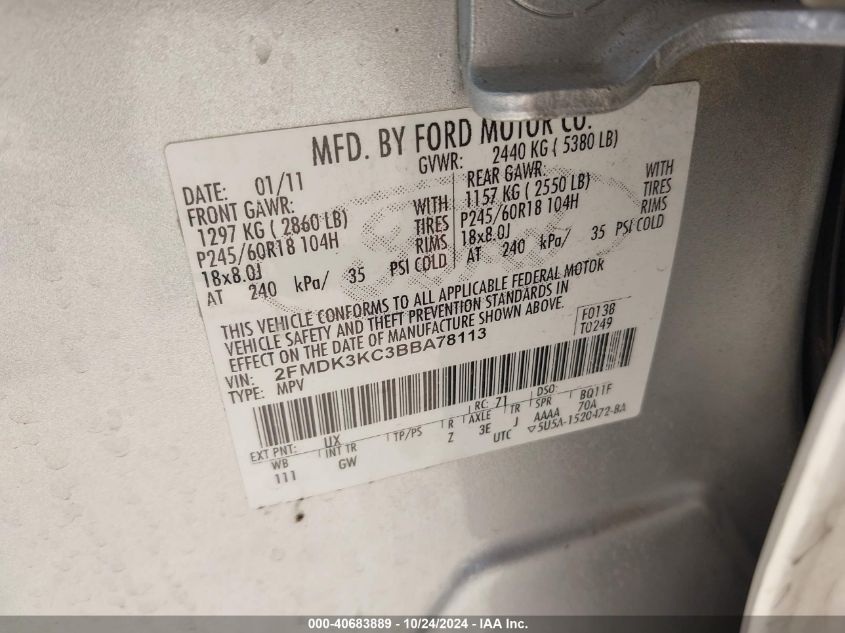 MFD. BY FORD MOTOR CO.
DATE: 01/11 GVWR: 2440 KG ( 5380 LB)
FRONT GAWR: WITH REAR GAWR: WITH
1297 KG ( 2860 LB) TIRES 1157 KG ( 2550 LB) TIRES
P245/60R18 104H RIMS P245/60R18 104H RIMS
18x8.0J 18x8.0J
AT 240 kPa/ 35 PSI COLD AT 240 kPa/ 35 PSI COLD
THIS VEHICLE CONFORMS TO ALL APPLICABLE FEDERAL MOTOR
VEHICLE SAFETY AND THEFT PREVENTION STANDARDS IN
EFFECT ON THE DATE OF MANUFACTURE SHOWN ABOVE.
F0138
T0249
VIN: 2FMDK3KC3BBA78113
TYPE: MPV
EXT PNT: UX RC: Z1 DSO: BQ11F
WB INT TR TP/PS R AXLE TR SPR AAAA 70A
111 GW Z 3E J
UTC ▽5U5A-1520472-BA
000-40683889 - 10/24/2024 - IAA Inc.